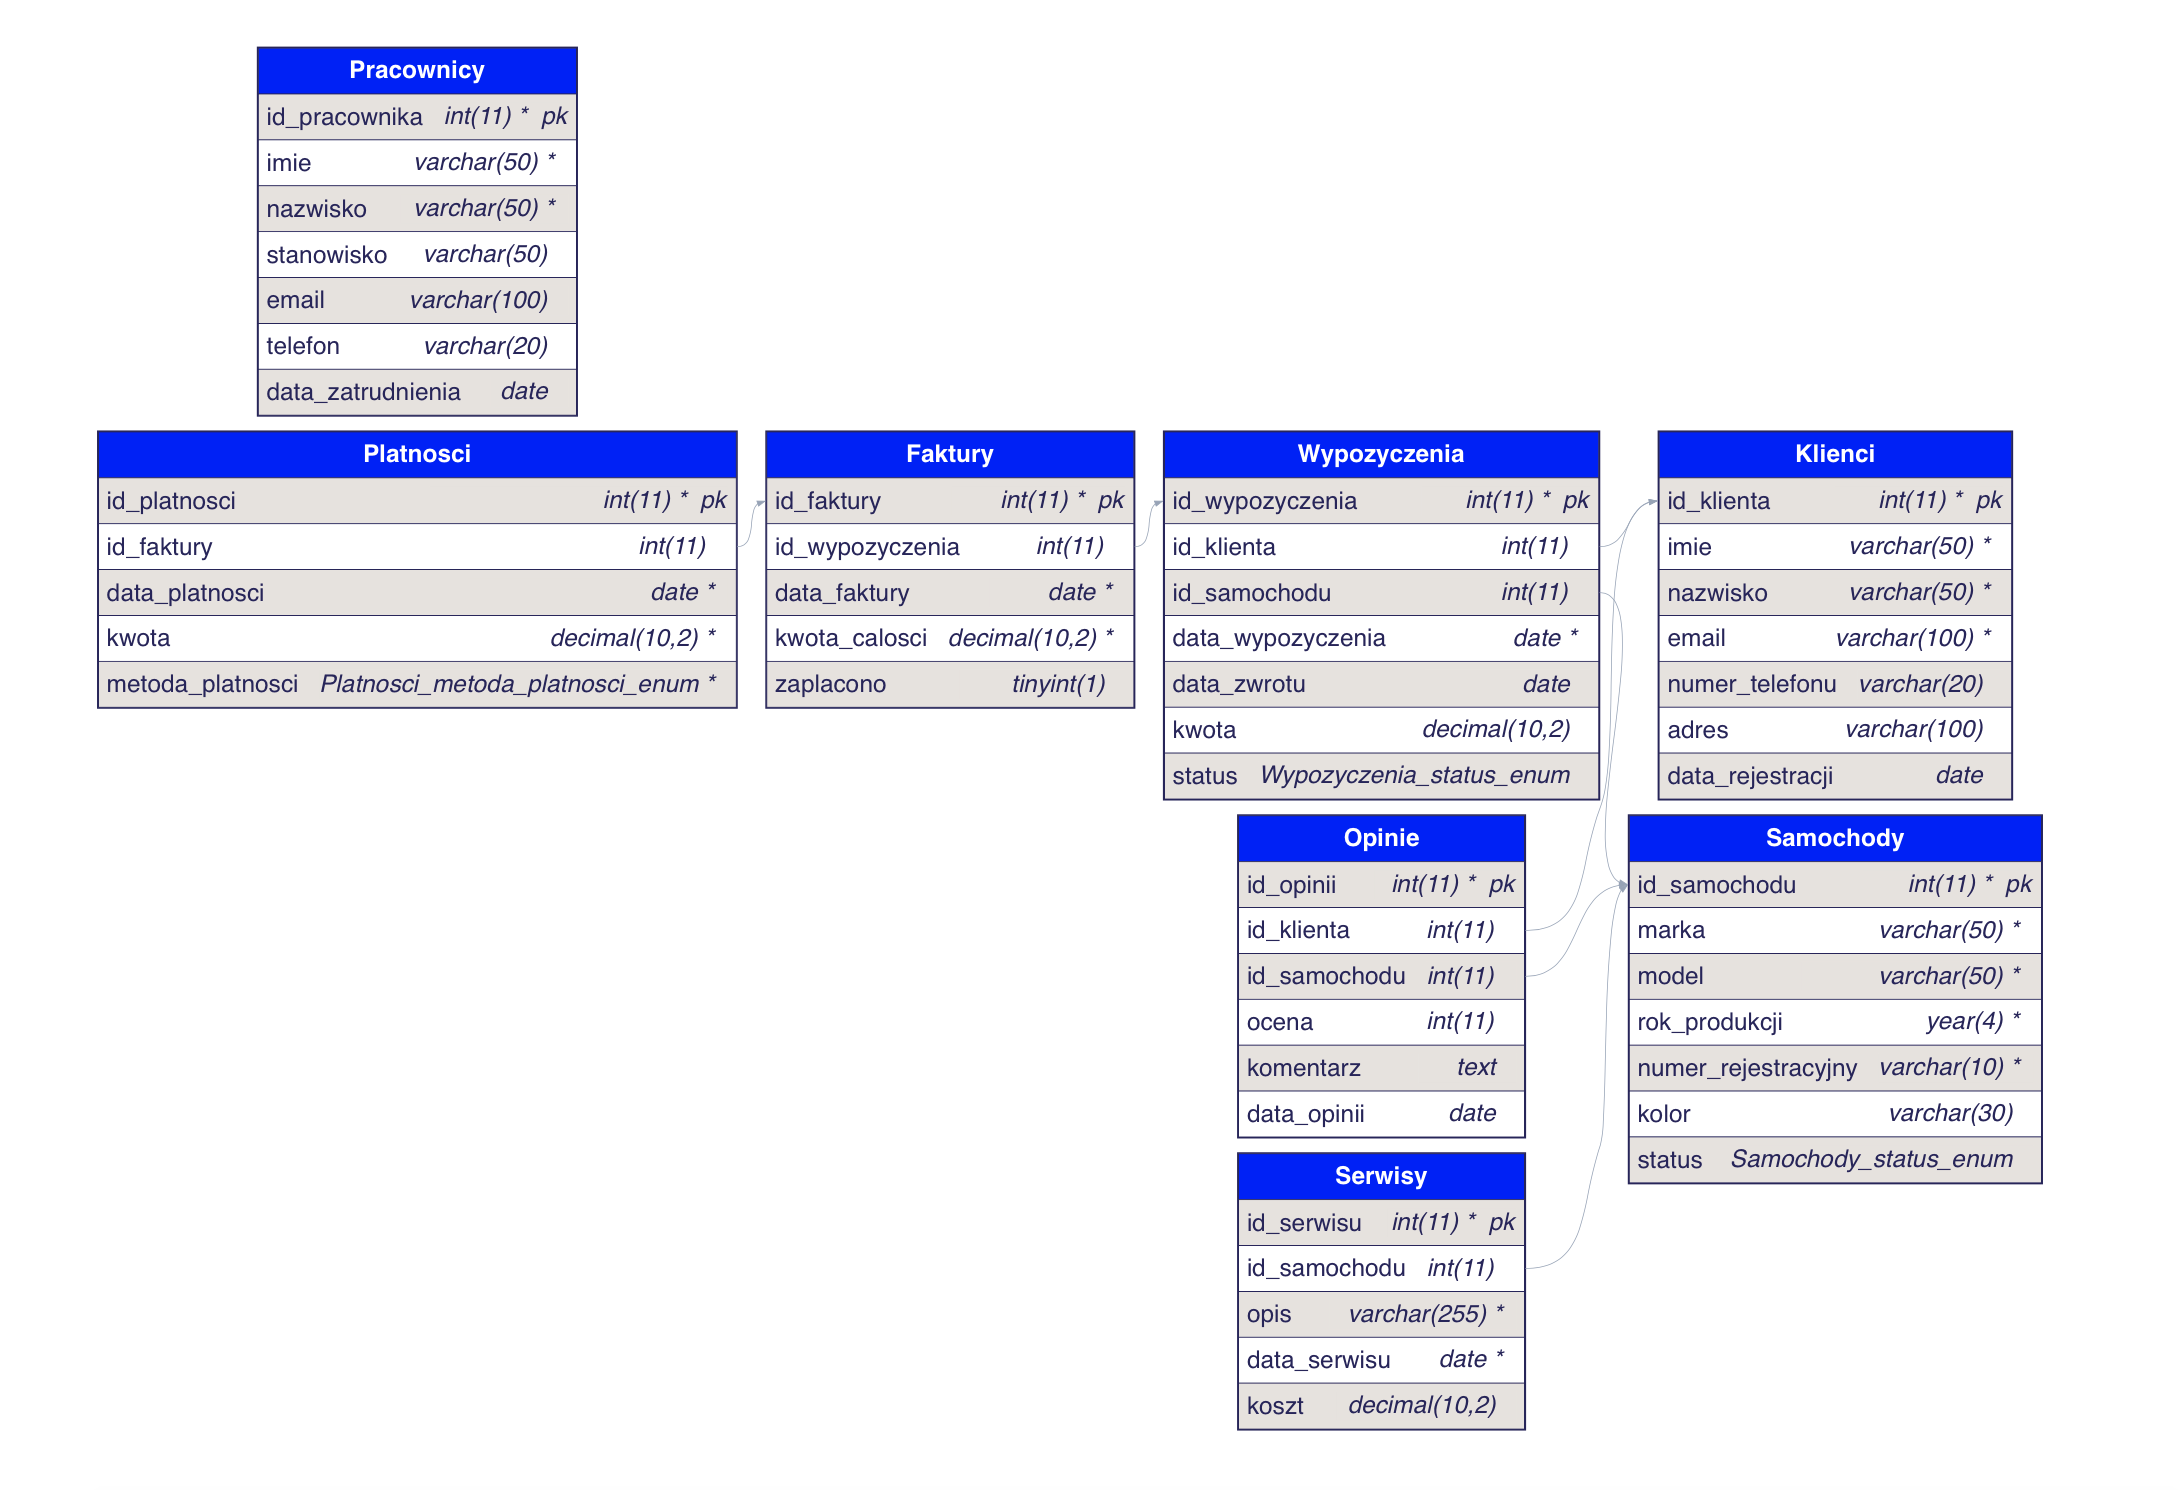 Pracownicy
id_pracownika int(11) * pk
imie varchar(50) *
nazwisko varchar(50) *
stanowisko varchar(50)
email varchar(100)
telefon varchar(20)
data_zatrudnienia date
Platnosci
id_platnosci int(11) * pk
id_faktury int(11)
data_platnosci date *
kwota decimal(10,2) *
metoda_platnosci Platnosci_metoda_platnosci_enum *
Faktury
id_faktury int(11) * pk
id_wypozyczenia int(11)
data_faktury date *
kwota_calosci decimal(10,2) *
zaplacono tinyint(1)
Wypozyczenia
id_wypozyczenia int(11) * pk
id_klienta int(11)
id_samochodu int(11)
data_wypozyczenia date *
data_zwrotu date
kwota decimal(10,2)
status Wypozyczenia_status_enum
Klienci
id_klienta int(11) * pk
imie varchar(50) *
nazwisko varchar(50) *
email varchar(100) *
numer_telefonu varchar(20)
adres varchar(100)
data_rejestracji date
Opinie
id_opinii int(11) * pk
id_klienta int(11)
id_samochodu int(11)
ocena int(11)
komentarz text
data_opinii date
Samochody
id_samochodu int(11) * pk
marka varchar(50) *
model varchar(50) *
rok_produkcji year(4) *
numer_rejestracyjny varchar(10) *
kolor varchar(30)
status Samochody_status_enum
Serwisy
id_serwisu int(11) * pk
id_samochodu int(11)
opis varchar(255) *
data_serwisu date *
koszt decimal(10,2)